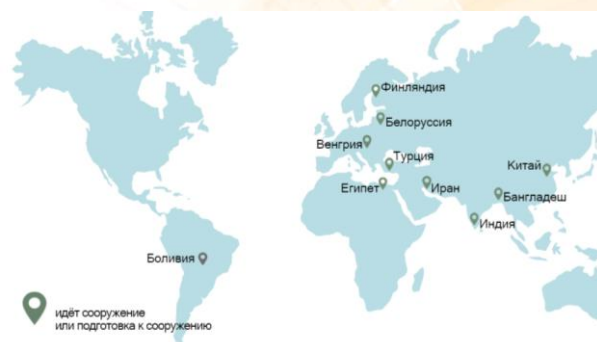 Финляндия
Белоруссия
Венгрия
Турция
Китай
Египет
Иран
Бангладеш
Индия
Боливия
идёт сооружение
или подготовка к сооружению